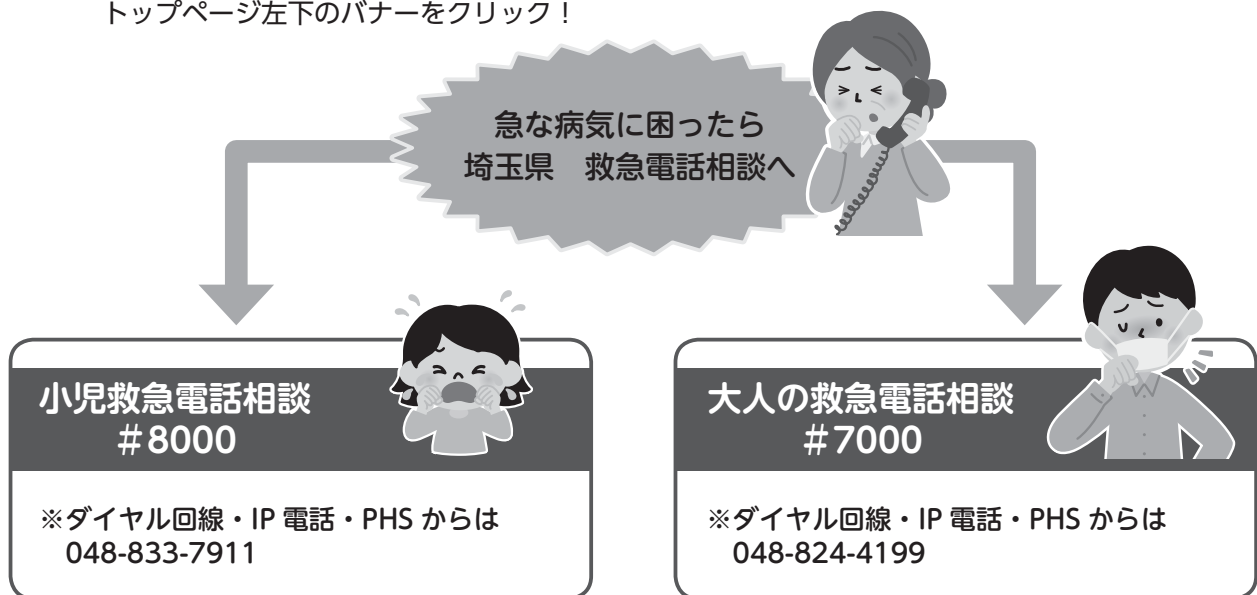 トップページ左下のバナーをクリック！
急な病気に困ったら
埼玉県　救急電話相談へ
小児救急電話相談
＃8000
※ダイヤル回線・IP 電話・PHS からは
048-833-7911
大人の救急電話相談
＃7000
※ダイヤル回線・IP 電話・PHS からは
048-824-4199